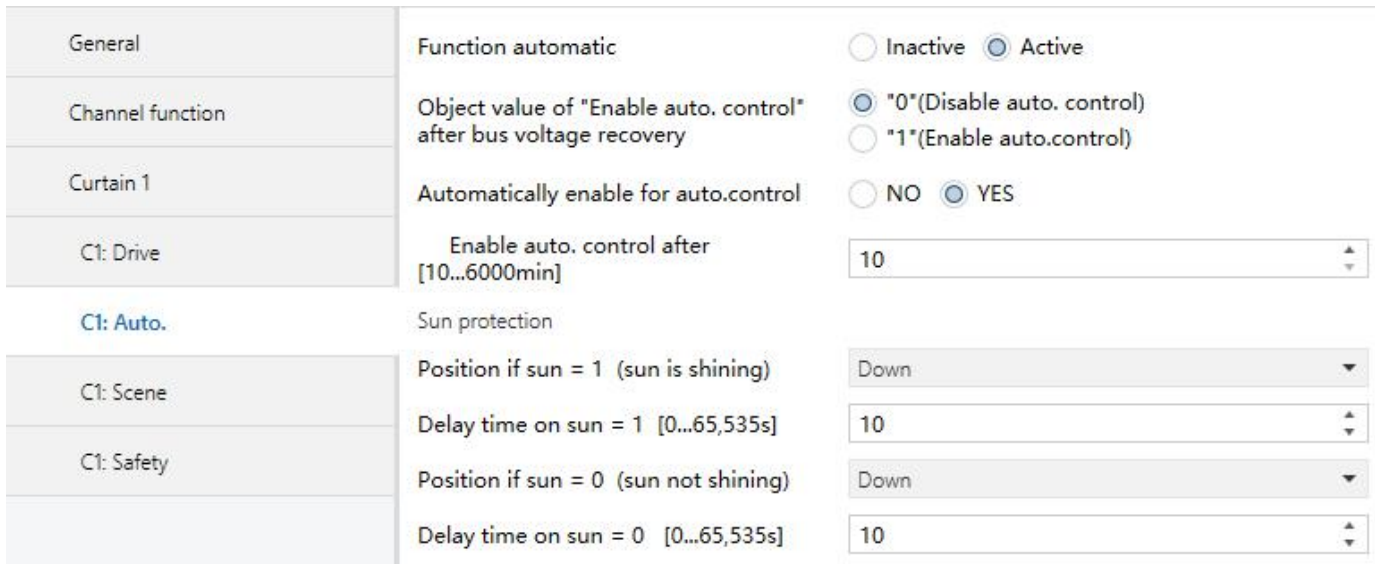 General
Channel function
Curtain 1
C1: Drive
C1: Auto.
C1: Scene
C1: Safety
Function automatic
Inactive Active
Object value of "Enable auto. control"
after bus voltage recovery
"0"(Disable auto. control)
"1"(Enable auto.control)
Automatically enable for auto.control
NO YES
Enable auto. control after
[10...6000min]
10
Sun protection
Position if sun = 1 (sun is shining)
Down
Delay time on sun = 1 [0...65,535s]
10
Position if sun = 0 (sun not shining)
Down
Delay time on sun = 0 [0...65,535s]
10